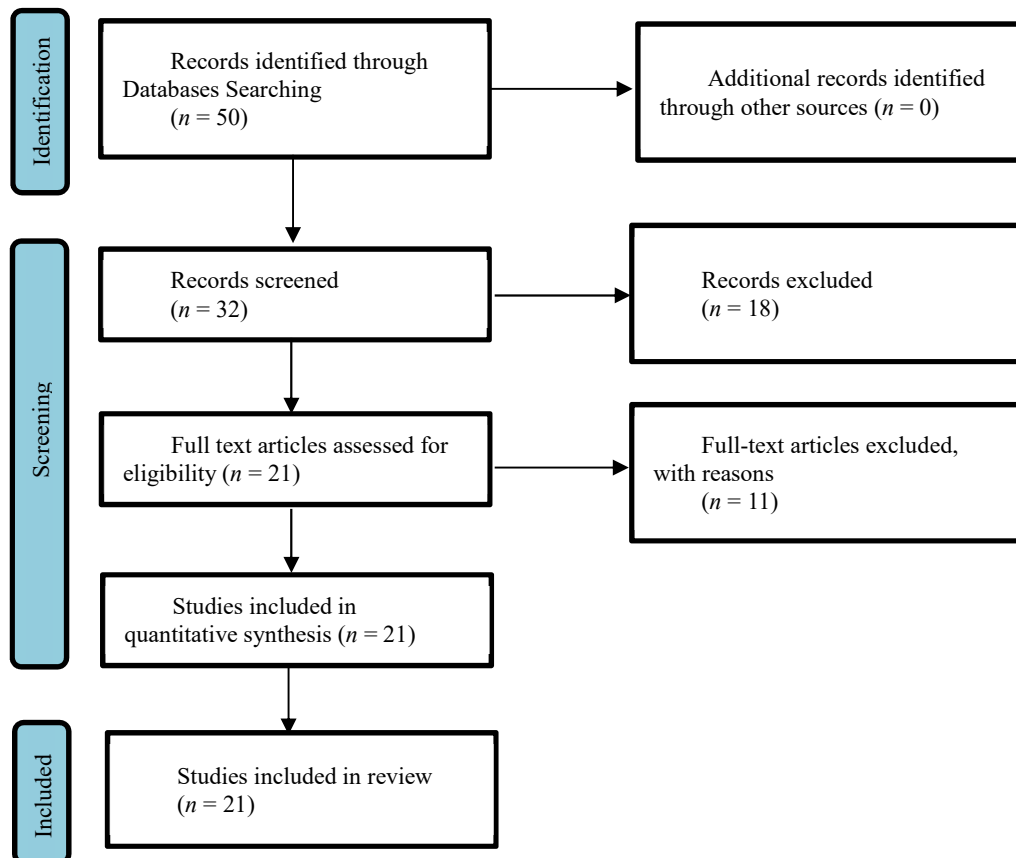 Identification
Records identified through
Databases Searching
(n = 50)
Additional records identified
through other sources (n = 0)
Screening
Records screened
(n = 32)
Records excluded
(n = 18)
Full text articles assessed for
eligibility (n = 21)
Full-text articles excluded,
with reasons
(n = 11)
Studies included in
quantitative synthesis (n = 21)
Included
Studies included in review
(n = 21)